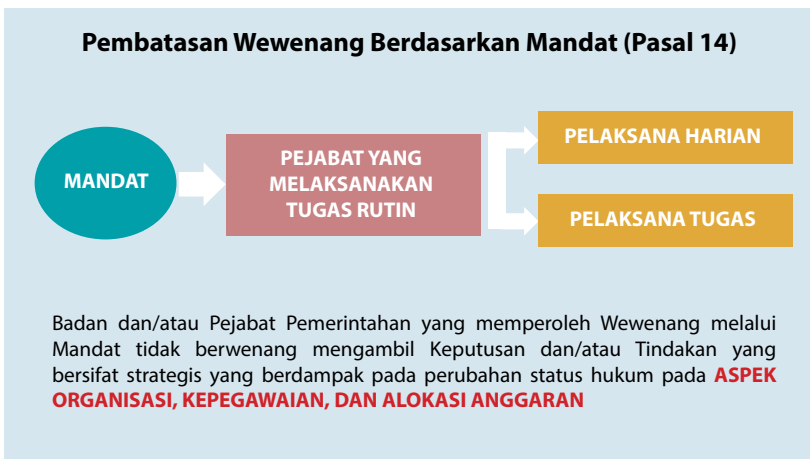 Pembatasan Wewenang Berdasarkan Mandat (Pasal 14)
MANDAT
PEJABAT YANG
MELAKSANAKAN
TUGAS RUTIN
PELAKSANA HARIAN
PELAKSANA TUGAS
Badan dan/atau Pejabat Pemerintahan yang memperoleh Wewenang melalui
Mandat tidak berwenang mengambil Keputusan dan/atau Tindakan yang
bersifat strategis yang berdampak pada perubahan status hukum pada ASPEK
ORGANISASI, KEPEGAWAIAN, DAN ALOKASI ANGGARAN